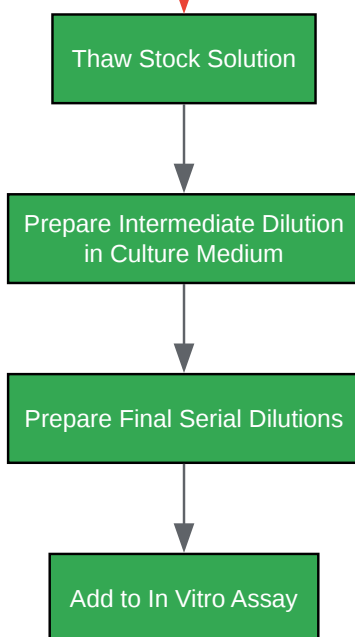 Thaw Stock Solution
Prepare Intermediate Dilution
in Culture Medium
Prepare Final Serial Dilutions
Add to In Vitro Assay